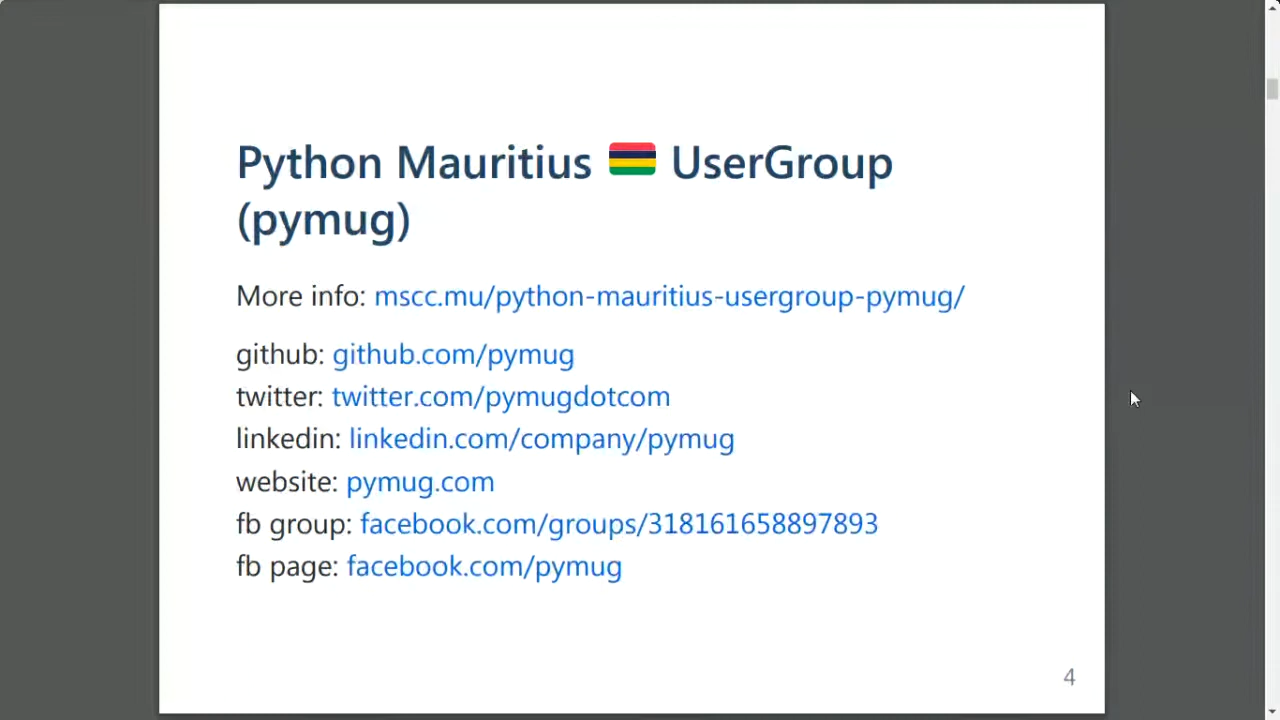 Python Mauritius 🇲🇺 UserGroup
(pymug)
More info: mscc.mu/python-mauritius-usergroup-pymug/
github: github.com/pymug
twitter: twitter.com/pymugdotcom
linkedin: linkedin.com/company/pymug
website: pymug.com
fb group: facebook.com/groups/318161658897893
fb page: facebook.com/pymug
4